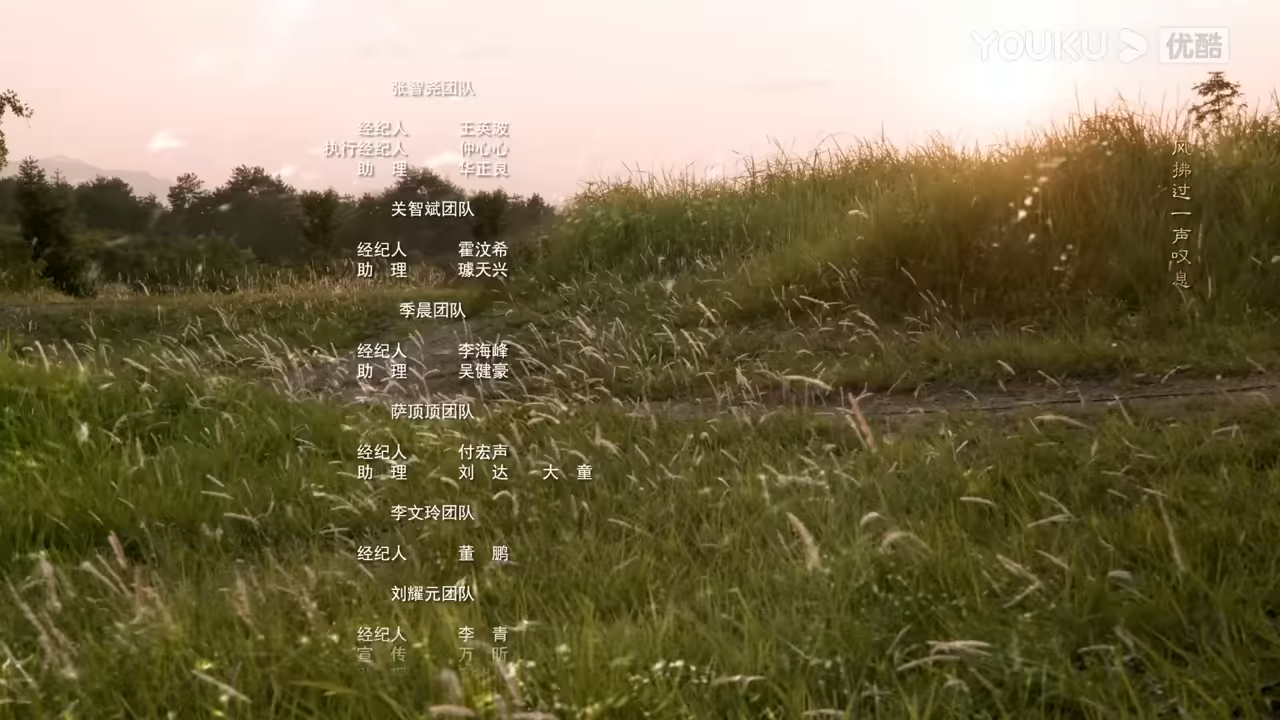 YOUKU 优酷
张智尧团队
经纪人 王英波
执行经纪人 仲心心
助 理 华正良
关智斌团队
经纪人 霍汶希
助 理 璩天兴
季晨团队
经纪人 李海峰
助 理 吴健豪
萨顶顶团队
经纪人 付宏声
助 理 刘 达 大 童
李文玲团队
经纪人 董 鹏
刘耀元团队
经纪人 李 青
宣 传 万 昕
风拂过一声叹息